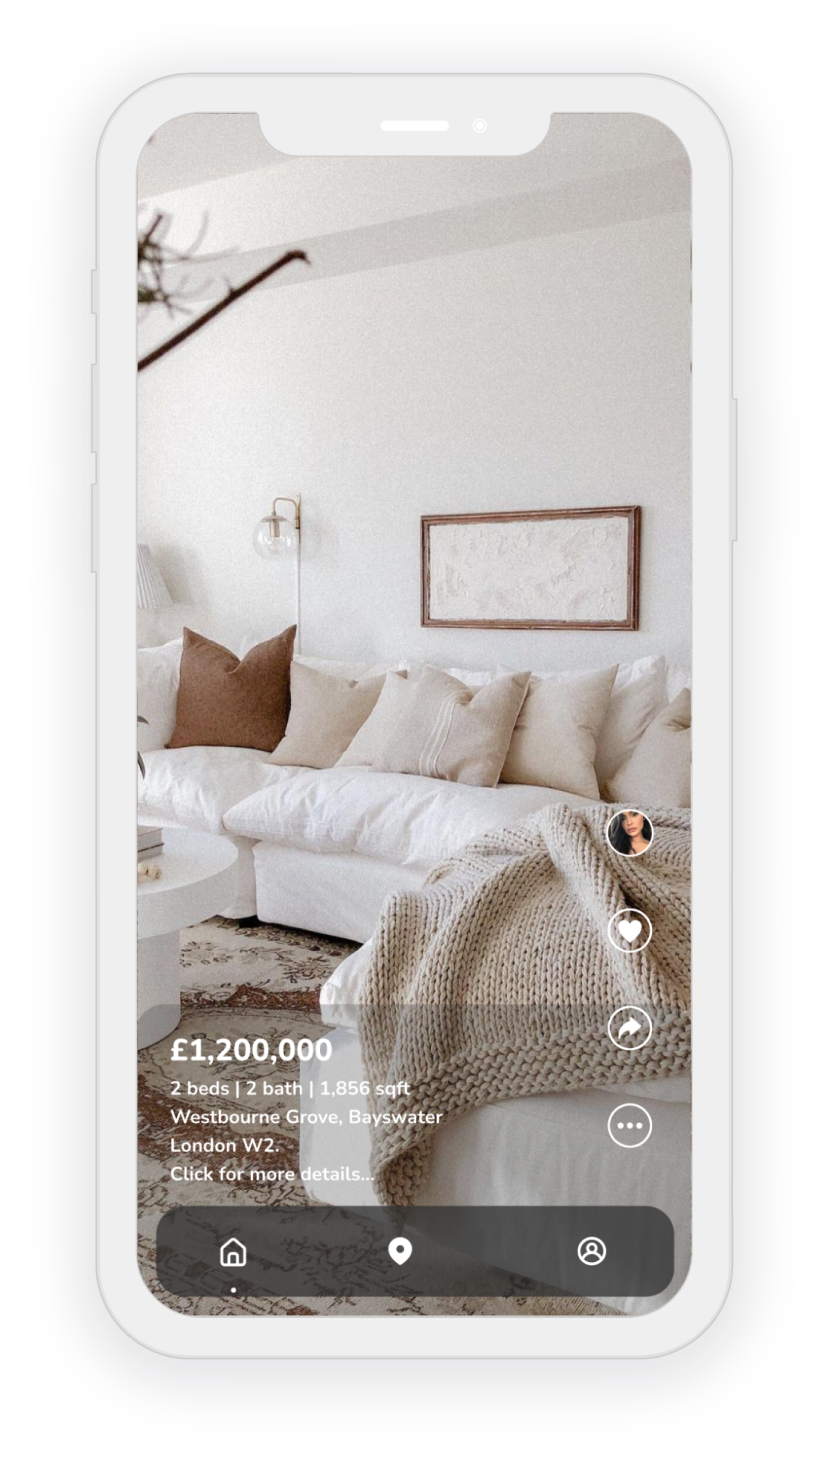 £1,200,000
2 beds | 2 bath | 1,856 sqft
Westbourne Grove, Bayswater
London W2.
Click for more details...